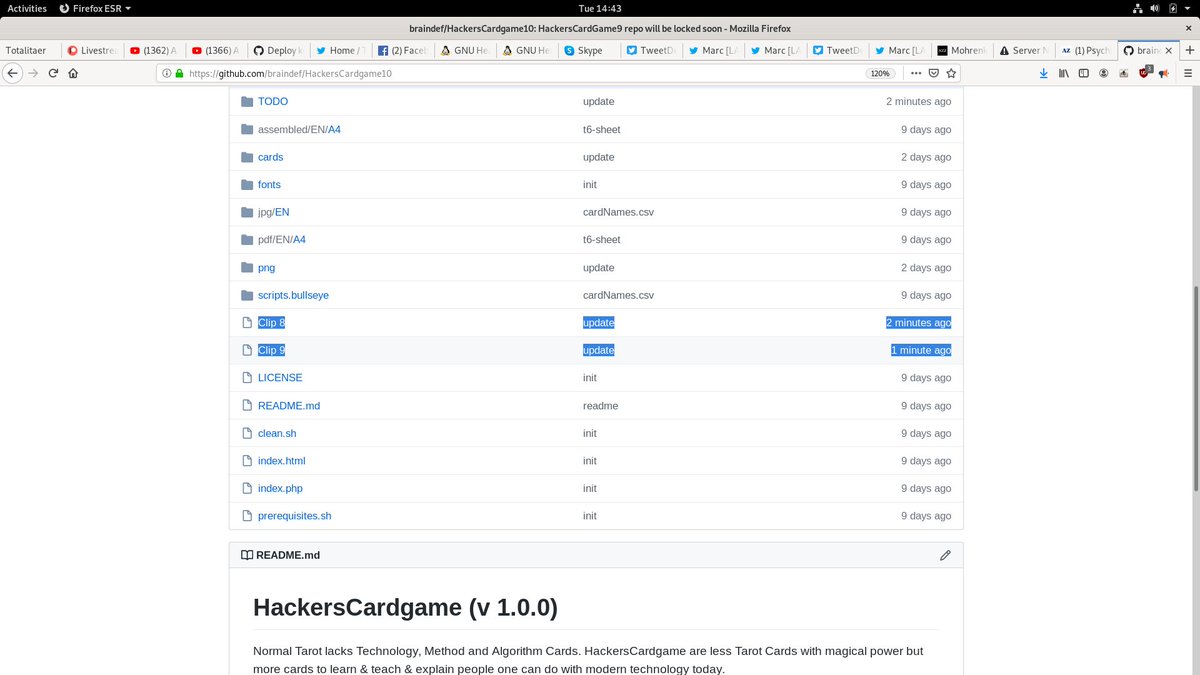 Activities Firefox ESR Tue 14:43
braindef/HackersCardgame10: HackersCardGame9 repo will be locked soon - Mozilla Firefox
Totalitaer Livestre (1362) A (1366) A Deploy k Home / T (2) Face GNU He GNU He Skype TweetD Marc [L Marc [L TweetD Marc [L Mohren Server N (1) Psych brain
https://github.com/braindef/HackersCardgame10 120%
TODO update 2 minutes ago
assembled/EN/A4 t6-sheet 9 days ago
cards update 2 days ago
fonts init 9 days ago
jpg/EN cardNames.csv 9 days ago
pdf/EN/A4 t6-sheet 9 days ago
png update 2 days ago
scripts.bullseye cardNames.csv 9 days ago
Clip 8 update 2 minutes ago
Clip 9 update 1 minute ago
LICENSE init 9 days ago
README.md readme 9 days ago
clean.sh init 9 days ago
index.html init 9 days ago
index.php init 9 days ago
prerequisites.sh init 9 days ago
README.md
HackersCardgame (v 1.0.0)
Normal Tarot lacks Technology, Method and Algorithm Cards. HackersCardgame are less Tarot Cards with magical power but
more cards to learn & teach & explain people one can do with modern technology today.